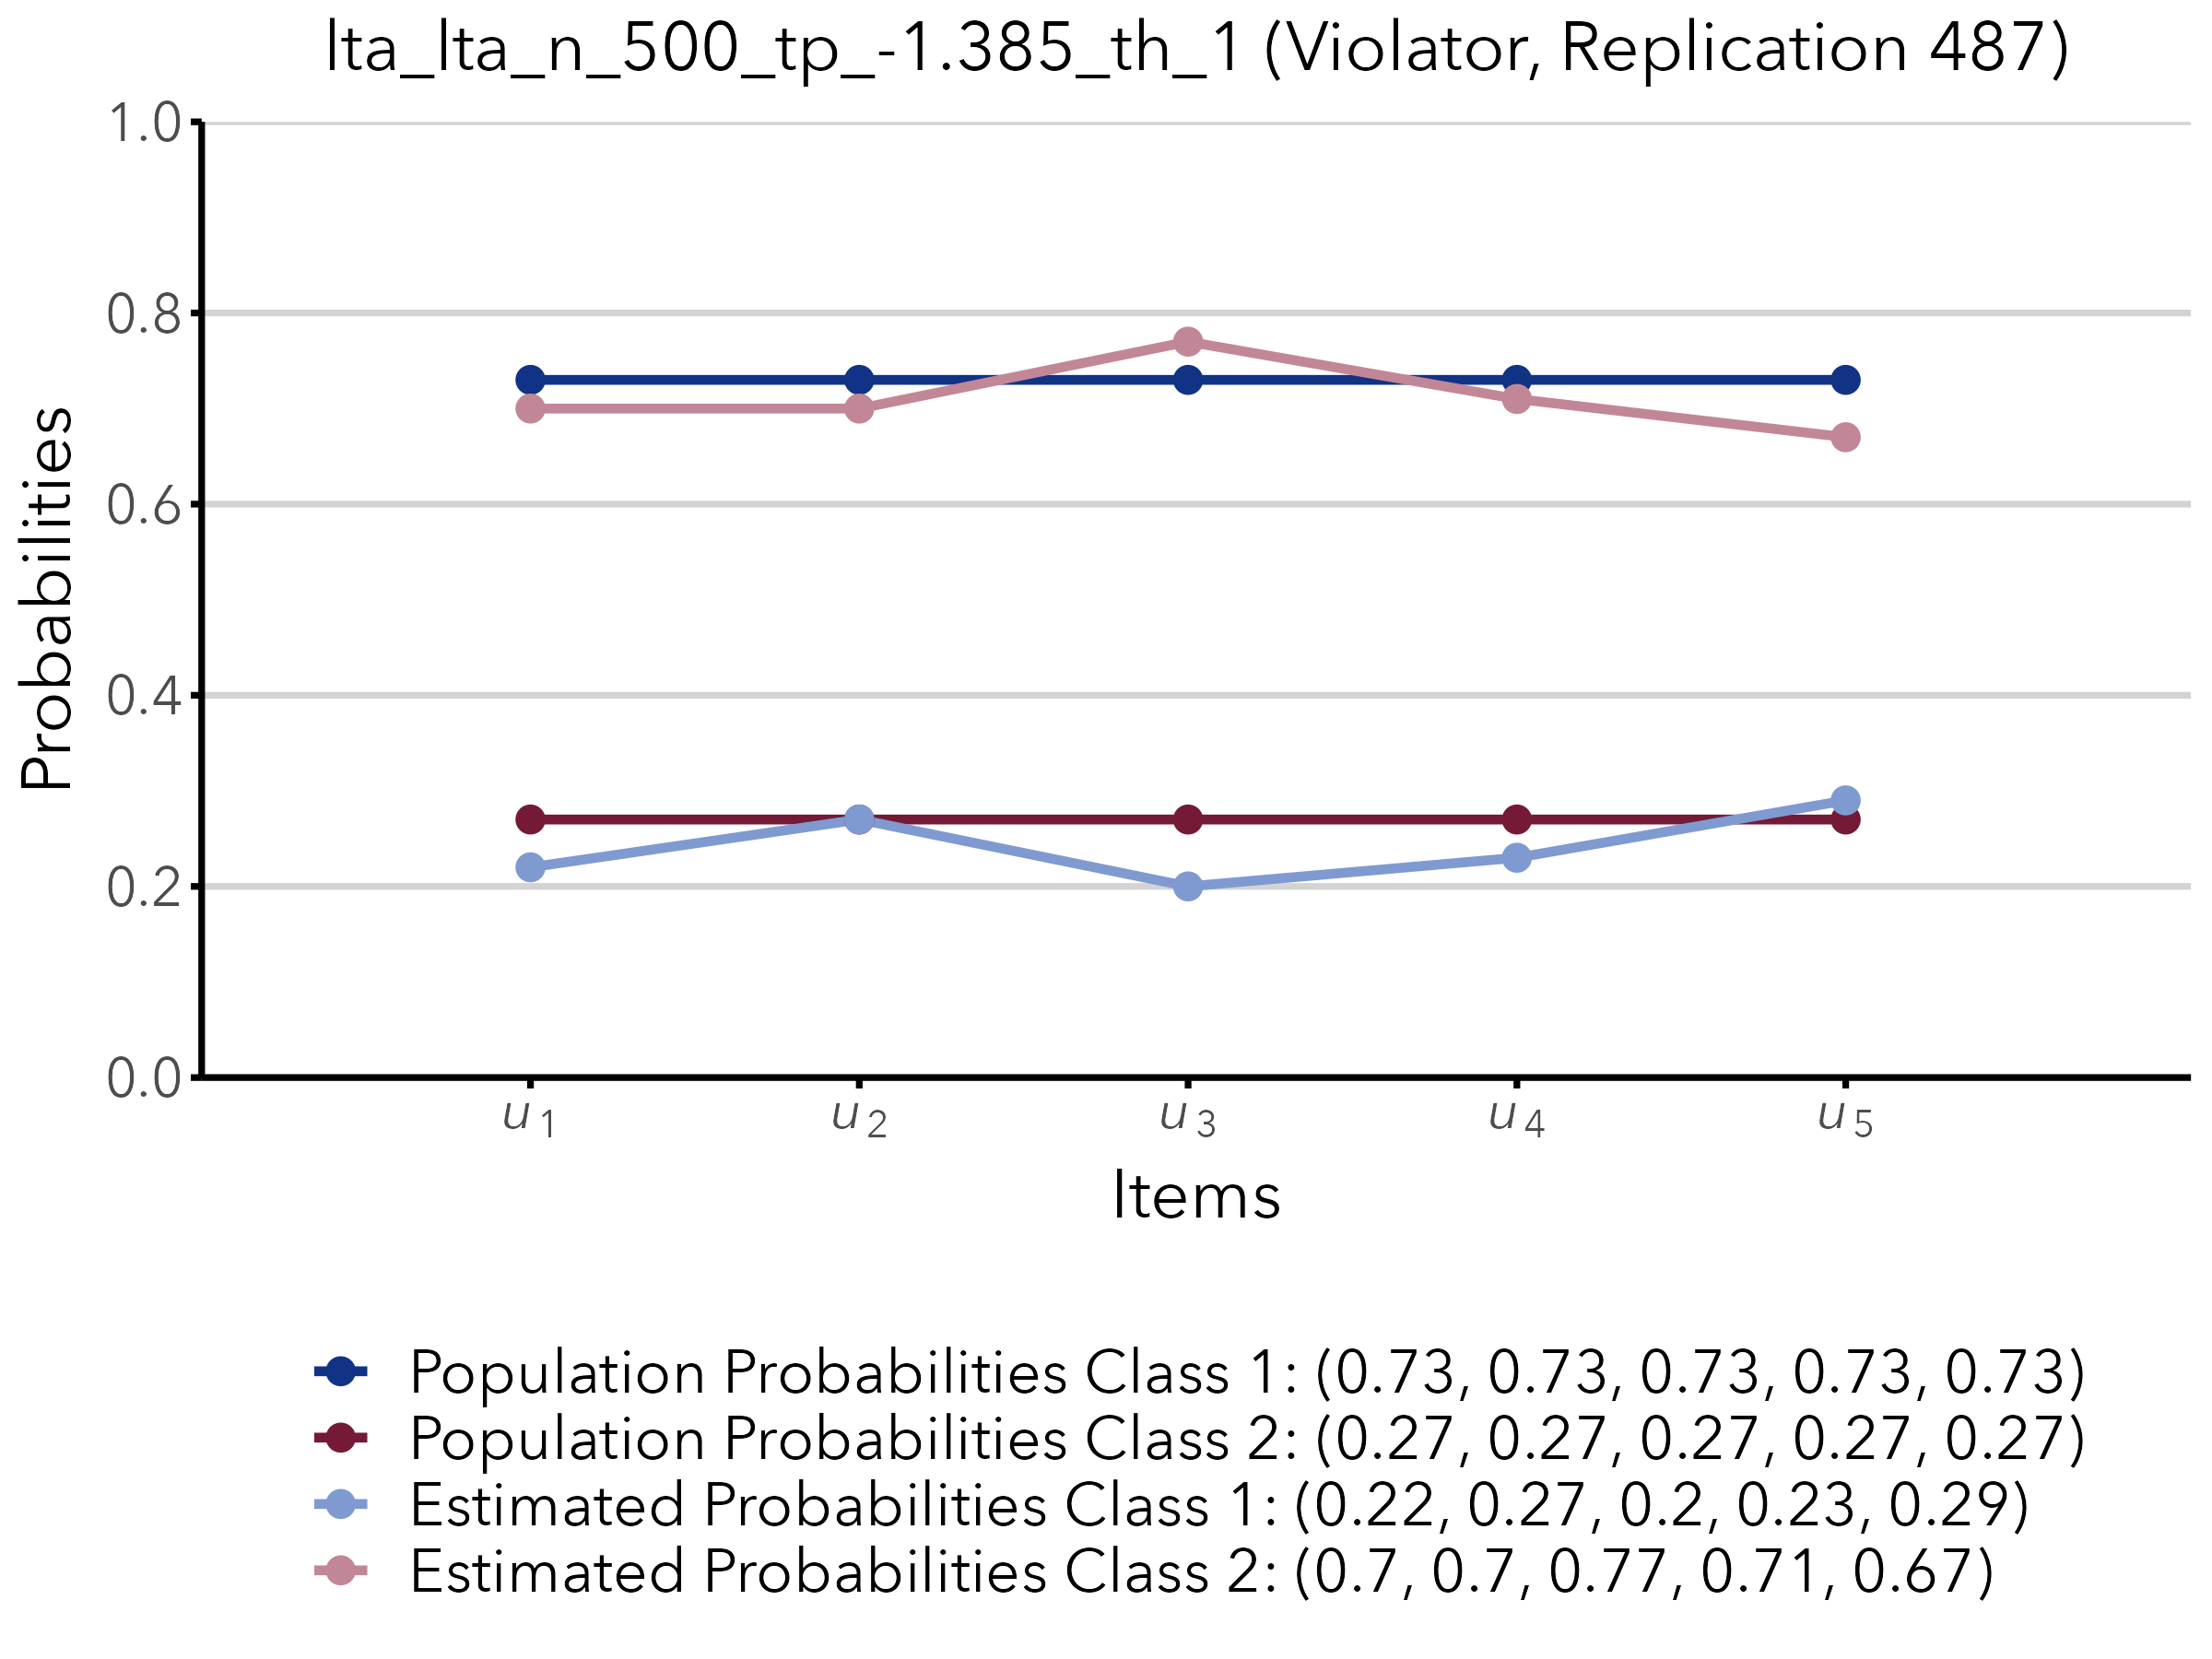 lta_lta_n_500_tp_-1.385_th_1 (Violator, Replication 487)
1.0
0.8
0.6
0.4
0.2
0.0
Probabilities
u1 u2 u3 u4 u5
Items
Population Probabilities Class 1: (0.73, 0.73, 0.73, 0.73, 0.73)
Population Probabilities Class 2: (0.27, 0.27, 0.27, 0.27, 0.27)
Estimated Probabilities Class 1: (0.22, 0.27, 0.2, 0.23, 0.29)
Estimated Probabilities Class 2: (0.7, 0.7, 0.77, 0.71, 0.67)